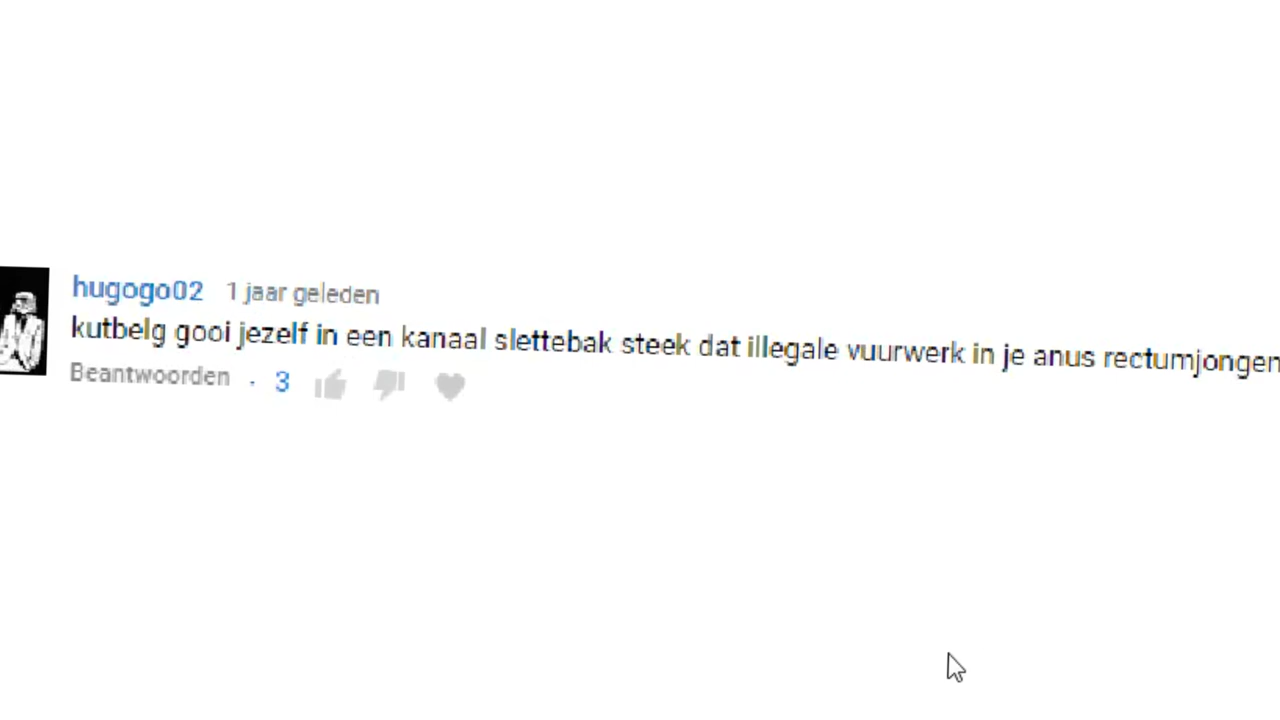 hugogo02 1 jaar geleden
kutbelg gooi jezelf in een kanaal slettebak steek dat illegale vuurwerk in je anus rectumjongen
Beantwoorden · 3